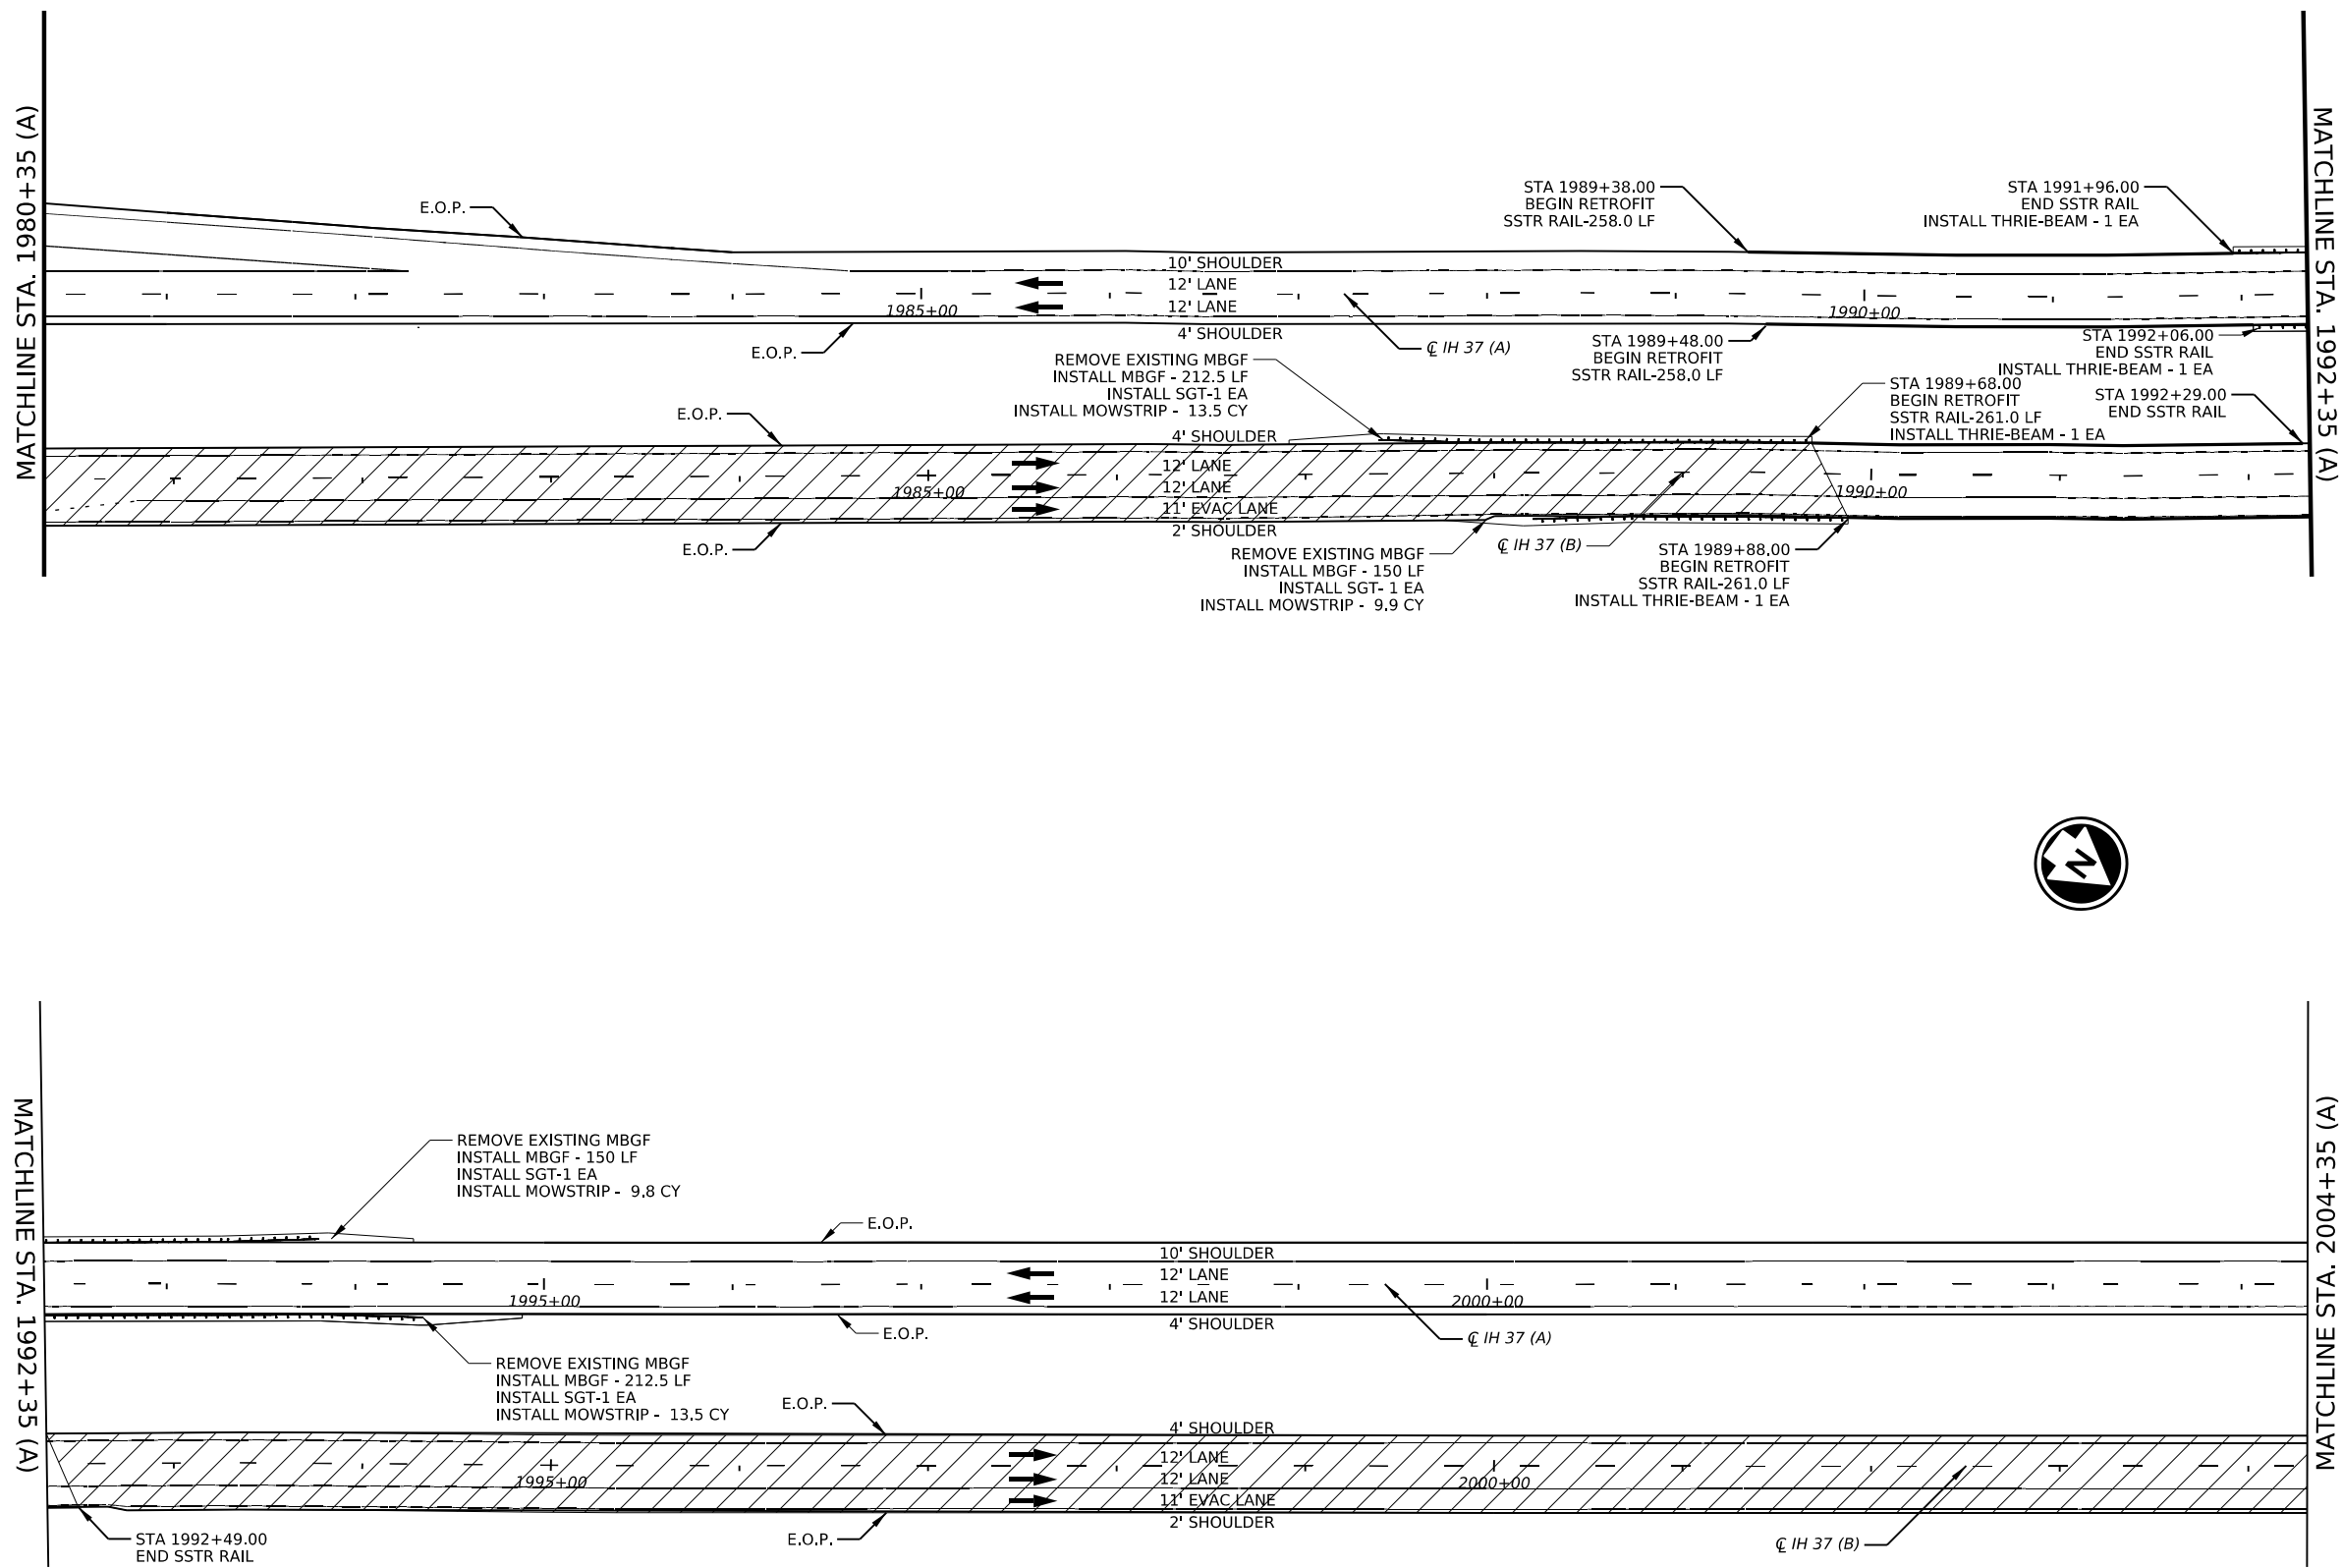 MATCHLINE STA. 1980+35 (A)
MATCHLINE STA. 1992+35 (A)
E.O.P.
STA 1989+38.00
BEGIN RETROFIT
SSTR RAIL-258.0 LF
STA 1991+96.00
END SSTR RAIL
INSTALL THRIE-BEAM - 1 EA
10' SHOULDER
12' LANE
12' LANE
4' SHOULDER
1985+00
1990+00
E.O.P.
℄ IH 37 (A)
STA 1989+48.00
BEGIN RETROFIT
SSTR RAIL-258.0 LF
STA 1992+06.00
END SSTR RAIL
INSTALL THRIE-BEAM - 1 EA
REMOVE EXISTING MBGF
INSTALL MBGF - 212.5 LF
INSTALL SGT-1 EA
INSTALL MOWSTRIP - 13.5 CY
STA 1989+68.00
BEGIN RETROFIT
SSTR RAIL-261.0 LF
INSTALL THRIE-BEAM - 1 EA
STA 1992+29.00
END SSTR RAIL
E.O.P.
4' SHOULDER
12' LANE
12' LANE
11' EVAC LANE
2' SHOULDER
1985+00
1990+00
E.O.P.
REMOVE EXISTING MBGF
INSTALL MBGF - 150 LF
INSTALL SGT- 1 EA
INSTALL MOWSTRIP - 9.9 CY
℄ IH 37 (B)
STA 1989+88.00
BEGIN RETROFIT
SSTR RAIL-261.0 LF
INSTALL THRIE-BEAM - 1 EA
N
MATCHLINE STA. 1992+35 (A)
MATCHLINE STA. 2004+35 (A)
REMOVE EXISTING MBGF
INSTALL MBGF - 150 LF
INSTALL SGT-1 EA
INSTALL MOWSTRIP - 9.8 CY
E.O.P.
10' SHOULDER
12' LANE
12' LANE
4' SHOULDER
1995+00
2000+00
E.O.P.
℄ IH 37 (A)
REMOVE EXISTING MBGF
INSTALL MBGF - 212.5 LF
INSTALL SGT-1 EA
INSTALL MOWSTRIP - 13.5 CY
E.O.P.
4' SHOULDER
12' LANE
12' LANE
11' EVAC LANE
2' SHOULDER
1995+00
2000+00
STA 1992+49.00
END SSTR RAIL
E.O.P.
℄ IH 37 (B)